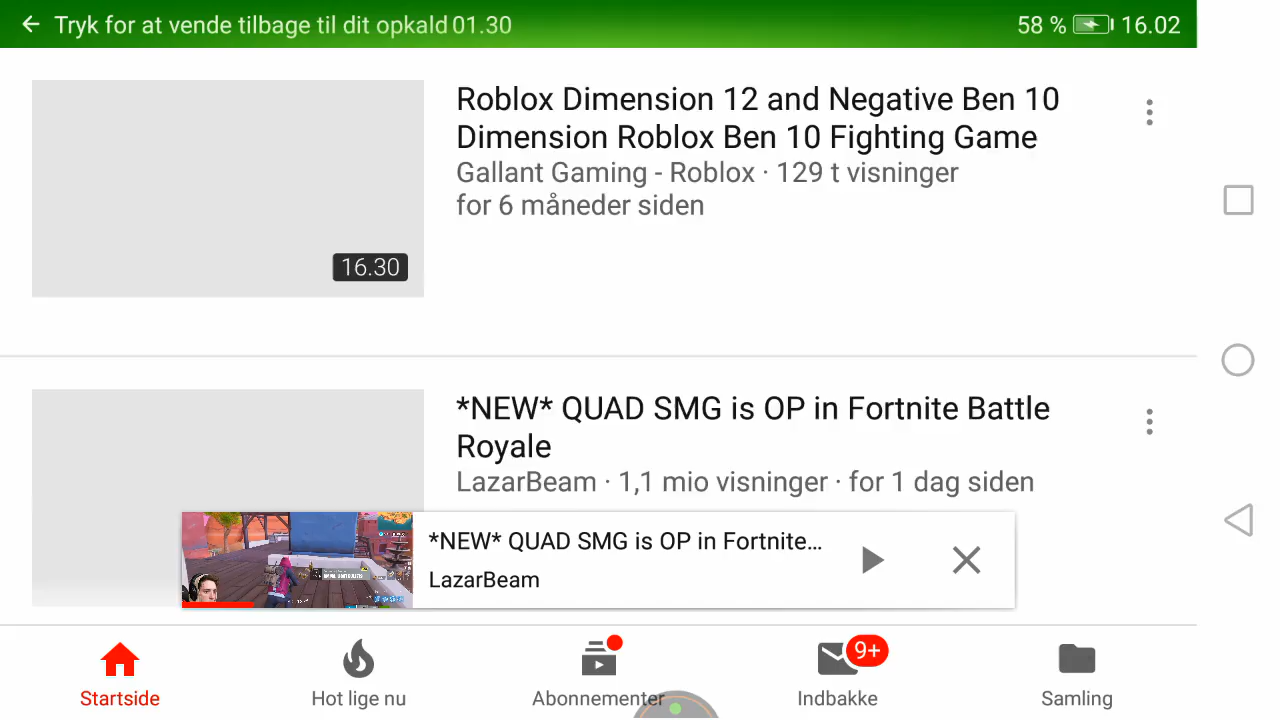 Tryk for at vende tilbage til dit opkald 01.30
58 % 16.02
Roblox Dimension 12 and Negative Ben 10
Dimension Roblox Ben 10 Fighting Game
Gallant Gaming - Roblox · 129 t visninger
for 6 måneder siden
16.30
*NEW* QUAD SMG is OP in Fortnite Battle
Royale
LazarBeam · 1,1 mio visninger · for 1 dag siden
*NEW* QUAD SMG is OP in Fortnite...
LazarBeam
9+
Startside
Hot lige nu
Abonnementer
Indbakke
Samling